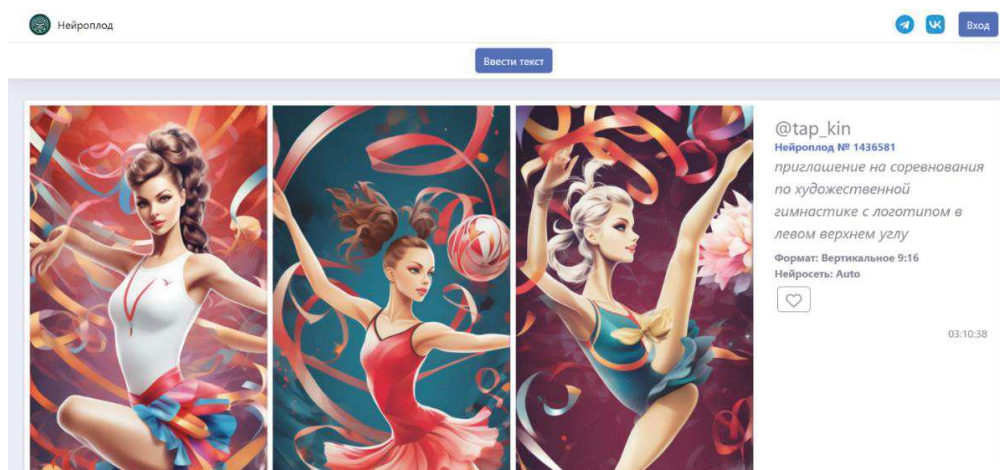 Нейроплод
Вход
Ввести текст
@tap_kin
Нейроплод № 1436581
приглашение на соревнования
по художественной
гимнастике с логотипом в
левом верхнем углу
Формат: Вертикальное 9:16
Нейросеть: Auto
03:10:38